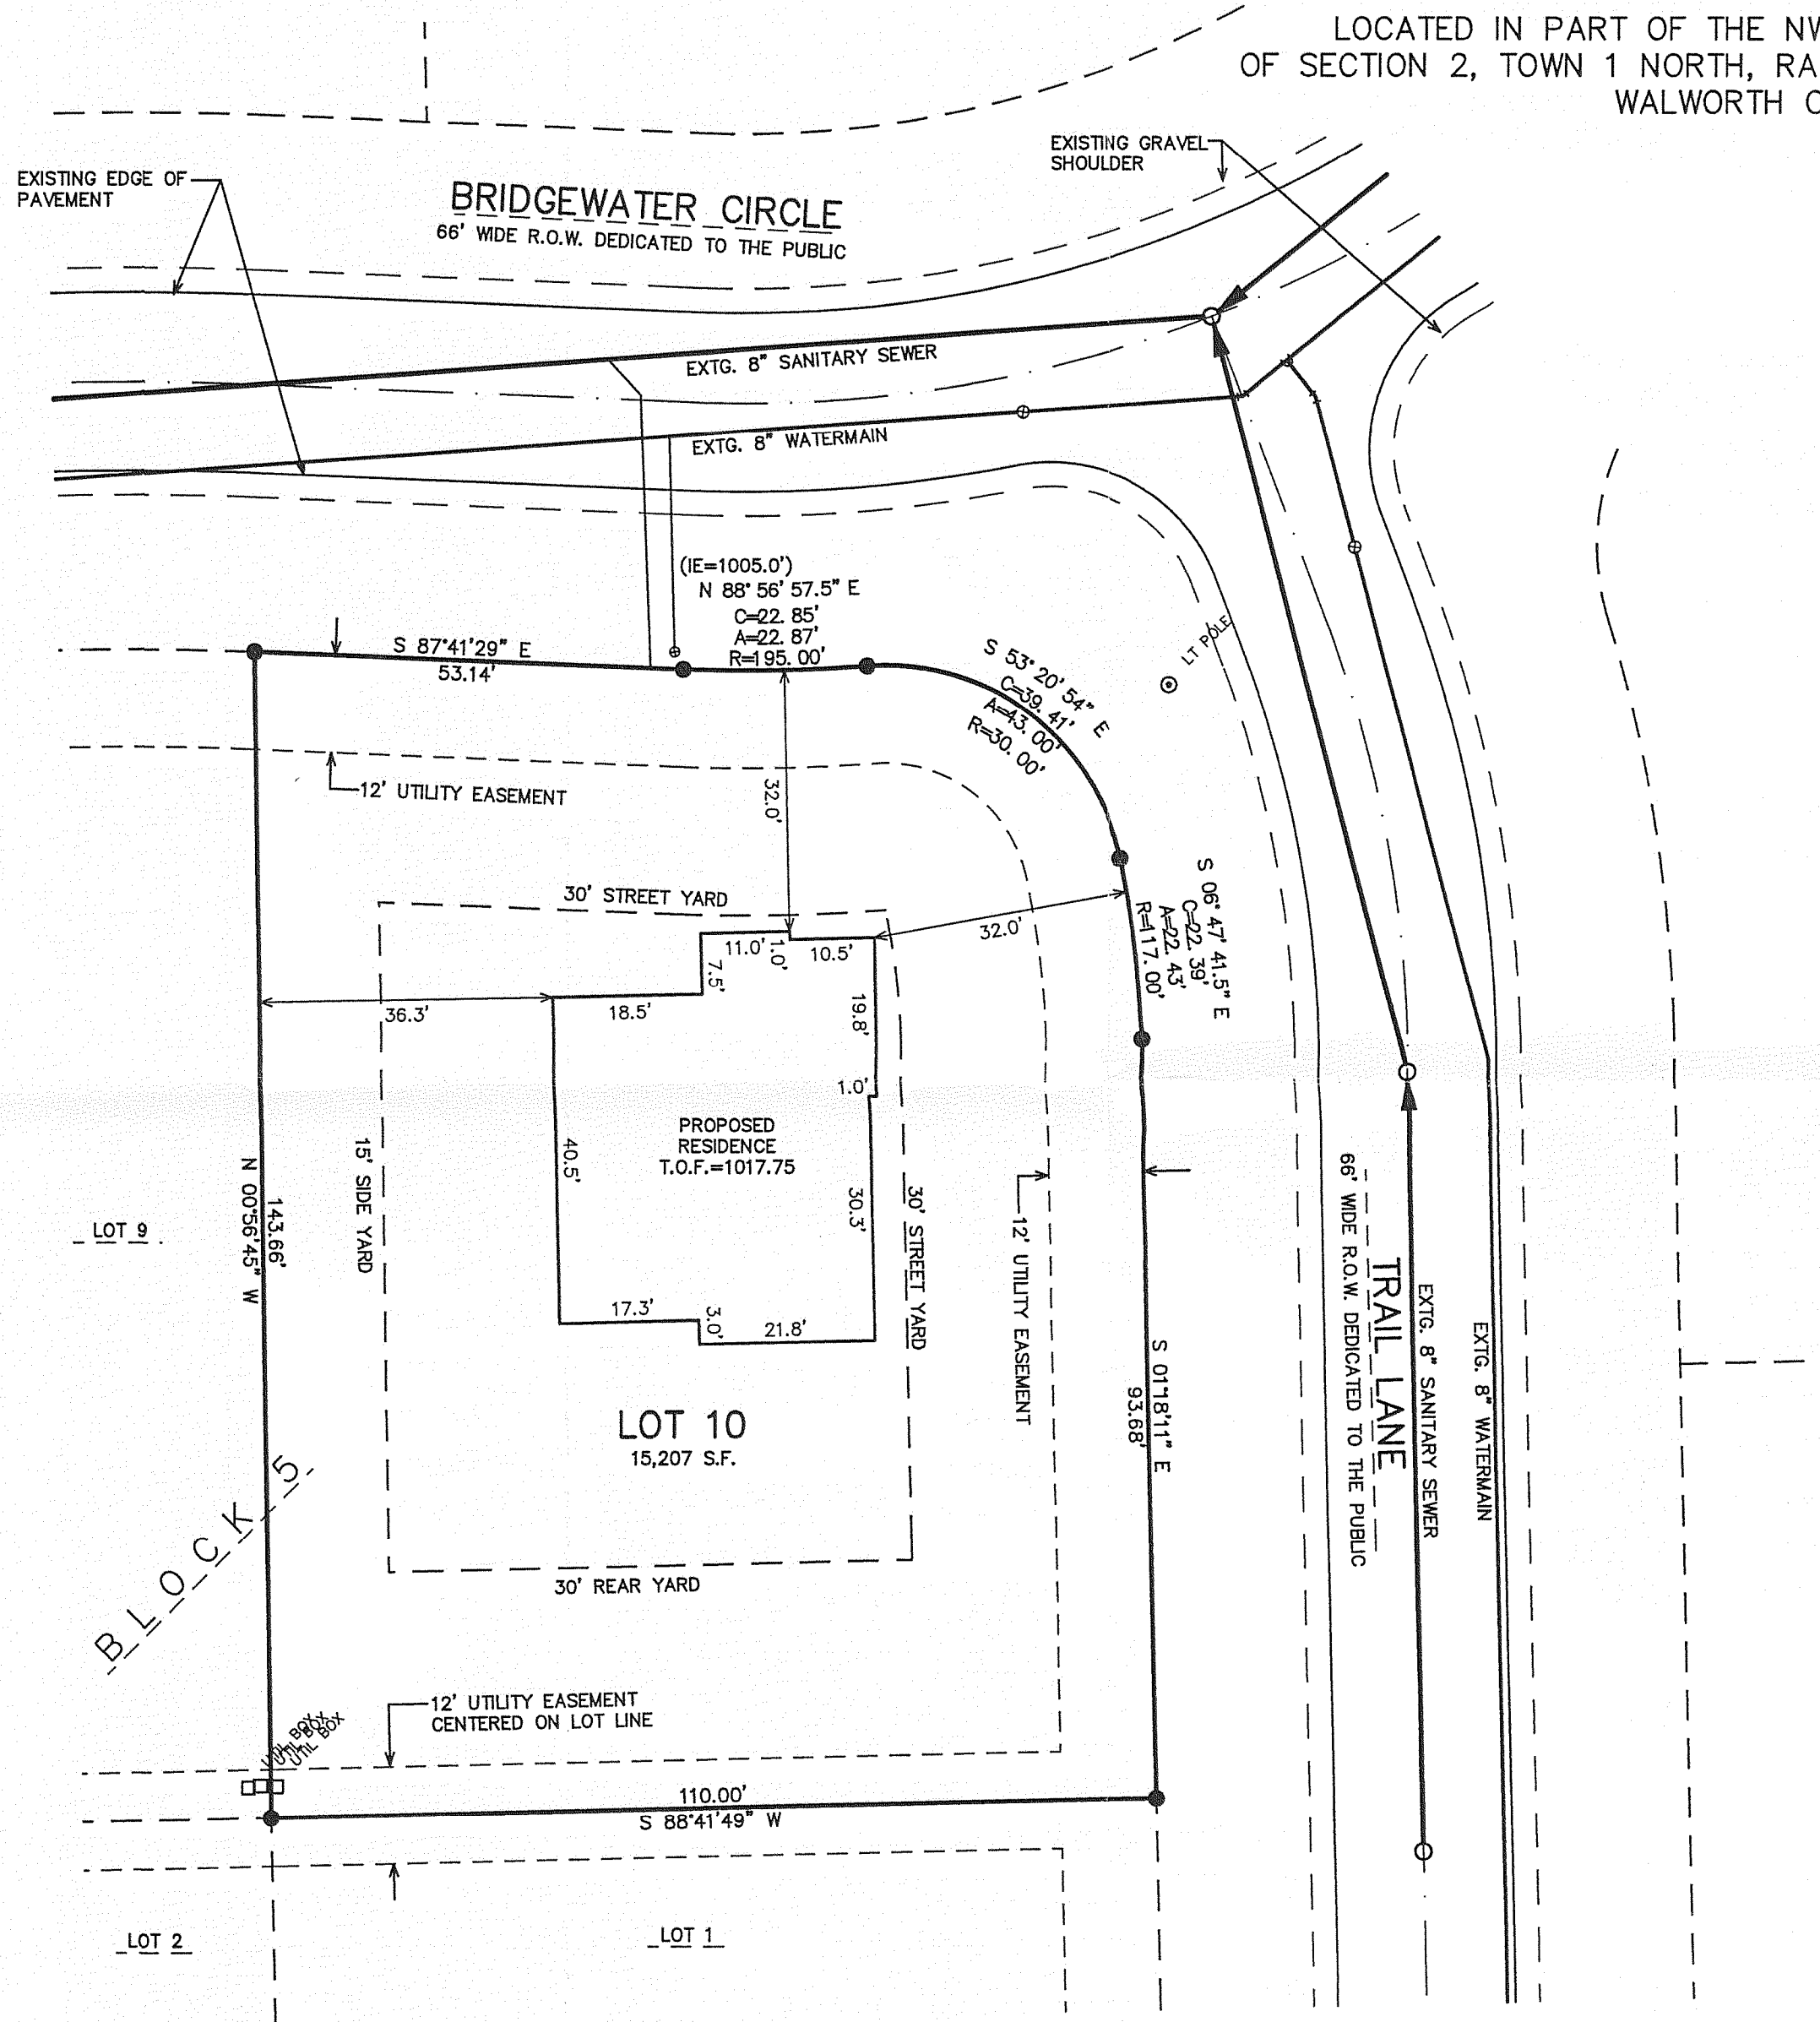 LOCATED IN PART OF THE NW
OF SECTION 2, TOWN 1 NORTH, RA
WALWORTH C
EXISTING GRAVEL
SHOULDER
EXISTING EDGE OF
PAVEMENT
BRIDGEWATER CIRCLE
66' WIDE R.O.W. DEDICATED TO THE PUBLIC
EXTG. 8" SANITARY SEWER
EXTG. 8" WATERMAIN
(IE=1005.0')
N 88° 56' 57.5" E
C=22.85'
A=22.87'
R=195.00'
S 87°41'29" E
53.14'
S 53° 20' 54" E
C=39.41'
A=43.00'
R=30.00'
LT POLE
12' UTILITY EASEMENT
32.0'
30' STREET YARD
32.0'
S 06° 47' 41.5" E
C=22.39'
A=22.43'
R=117.00'
11.0'
1.0'
10.5'
7.5'
36.3'
18.5'
19.8'
1.0'
PROPOSED
RESIDENCE
T.O.F.=1017.75
40.5'
30.3'
15' SIDE YARD
30' STREET YARD
12' UTILITY EASEMENT
N 00°56'45" W
143.66'
LOT 9
17.3'
3.0'
21.8'
S 01°18'11" E
93.68'
TRAIL LANE
66' WIDE R.O.W. DEDICATED TO THE PUBLIC
EXTG. 8" SANITARY SEWER
EXTG. 8" WATERMAIN
LOT 10
15,207 S.F.
BLOCK 5
30' REAR YARD
12' UTILITY EASEMENT
CENTERED ON LOT LINE
UTIL BOX
UTIL BOX
UTIL BOX
110.00'
S 88°41'49" W
LOT 2
LOT 1